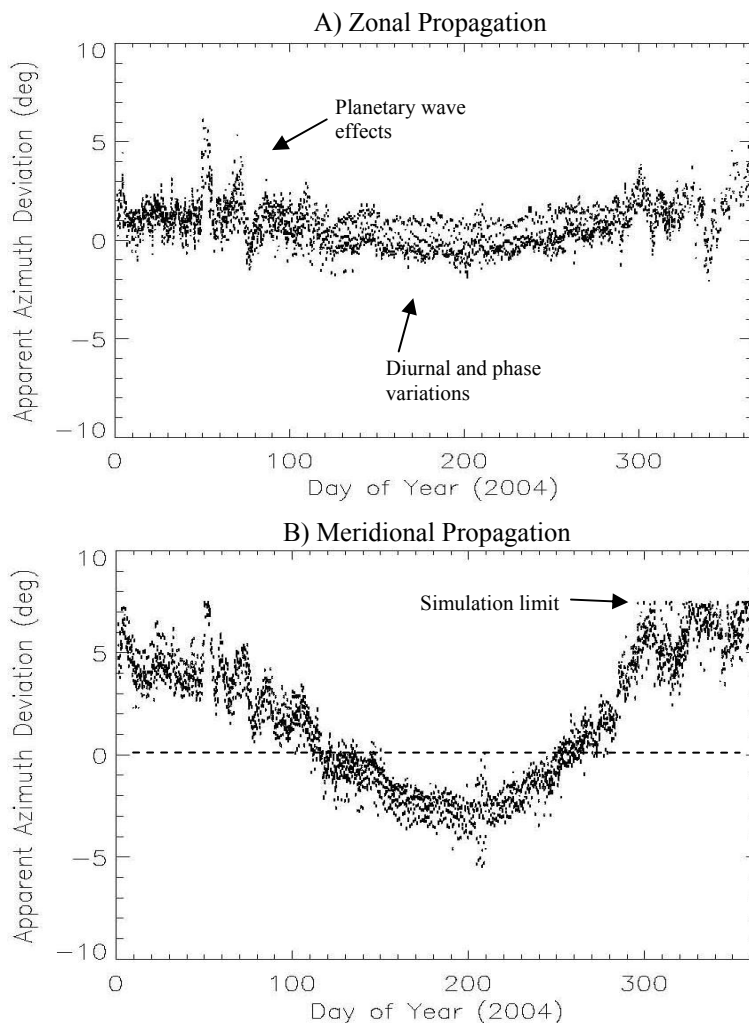 A) Zonal Propagation
10
5
0
−5
−10
Apparent Azimuth Deviation (deg)
Planetary wave
effects
Diurnal and phase
variations
0
100
200
300
Day of Year (2004)
B) Meridional Propagation
10
5
0
−5
−10
Apparent Azimuth Deviation (deg)
Simulation limit
0
100
200
300
Day of Year (2004)